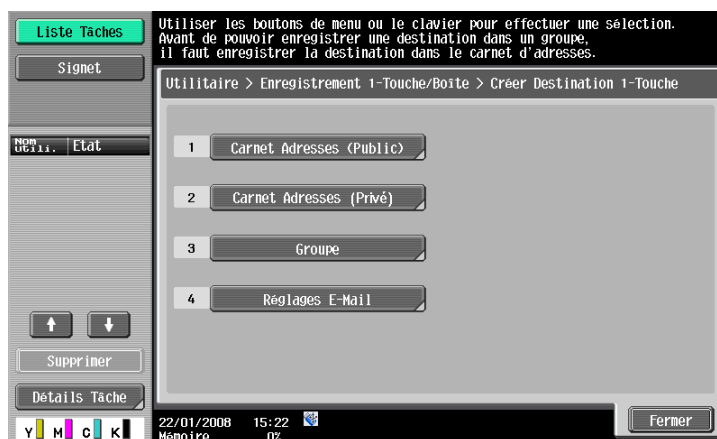 Liste Tâches
Signet
Nom Utili. Etat
Supprimer
Détails Tâche
Y M C K
Utiliser les boutons de menu ou le clavier pour effectuer une sélection.
Avant de pouvoir enregistrer une destination dans un groupe,
il faut enregistrer la destination dans le carnet d'adresses.
Utilitaire > Enregistrement 1-Touche/Boîte > Créer Destination 1-Touche
1 Carnet Adresses (Public)
2 Carnet Adresses (Privé)
3 Groupe
4 Réglages E-Mail
22/01/2008 15:22
Mémoire 0%
Fermer